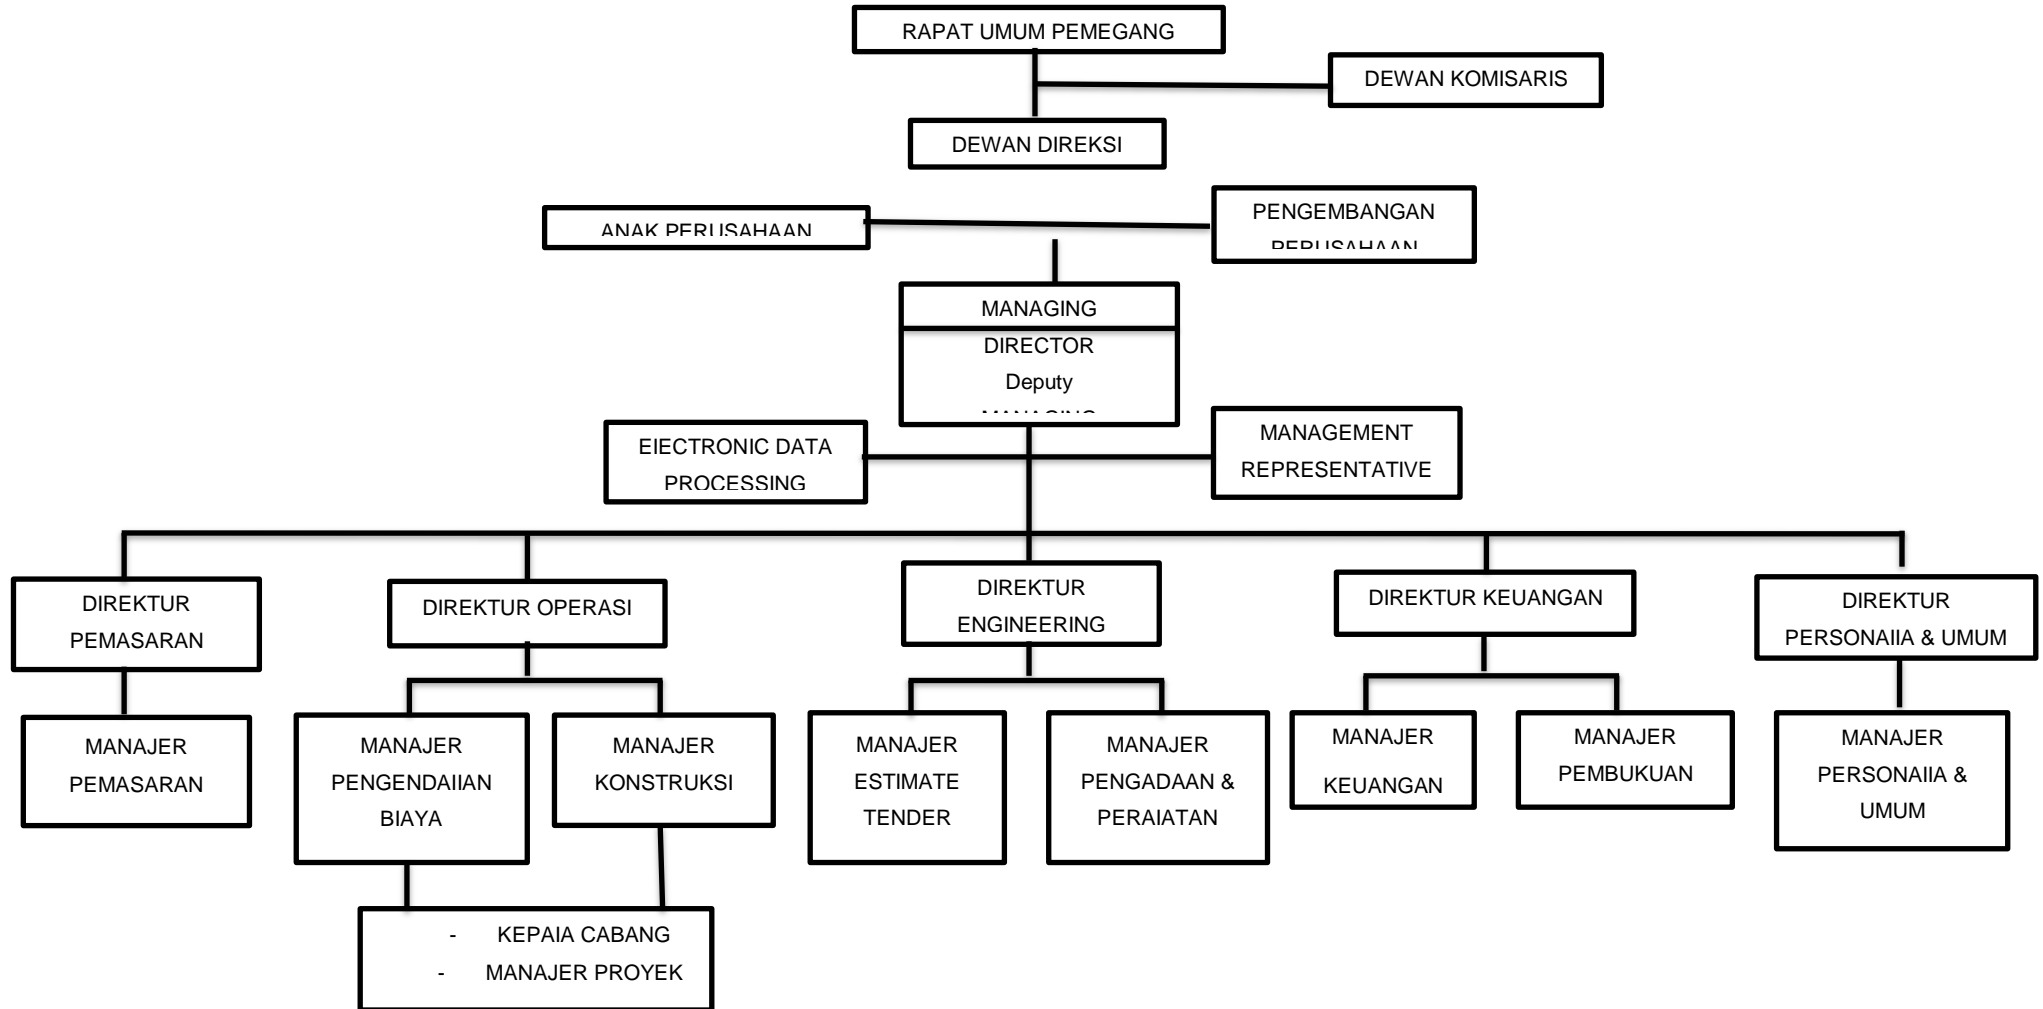 RAPAT UMUM PEMEGANG
DEWAN KOMISARIS
DEWAN DIREKSI
ANAK PERUSAHAAN
PENGEMBANGAN
PERUSAHAAN
MANAGING
DIRECTOR
Deputy
MANAGING
EIECTRONIC DATA
PROCESSING
MANAGEMENT
REPRESENTATIVE
DIREKTUR
PEMASARAN
DIREKTUR OPERASI
DIREKTUR
ENGINEERING
DIREKTUR KEUANGAN
DIREKTUR
PERSONAIIA & UMUM
MANAJER
PEMASARAN
MANAJER
PENGENDAIIAN
BIAYA
MANAJER
KONSTRUKSI
MANAJER
ESTIMATE
TENDER
MANAJER
PENGADAAN &
PERAIATAN
MANAJER
KEUANGAN
MANAJER
PEMBUKUAN
MANAJER
PERSONAIIA &
UMUM
- KEPAIA CABANG
- MANAJER PROYEK